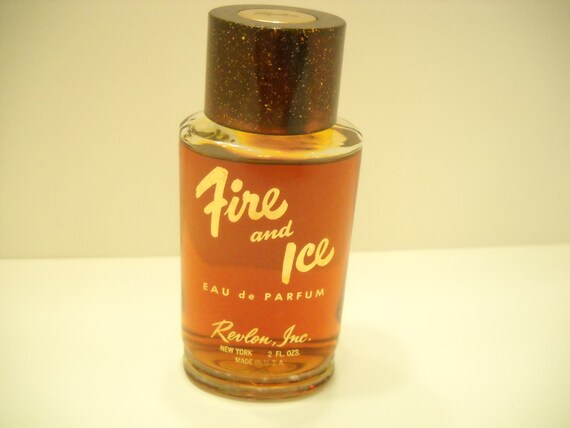 Fire
and
Ice
EAU de PARFUM
Revlon, Inc.
NEW YORK 2 FL. OZS.
MADE IN U.S.A.